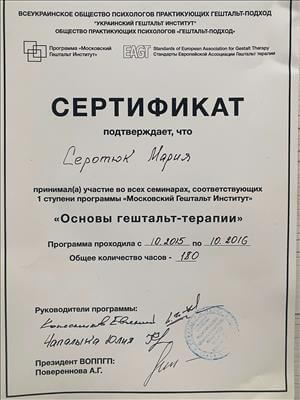 ВСЕУКРАИНСКОЕ ОБЩЕСТВО ПСИХОЛОГОВ ПРАКТИКУЮЩИХ ГЕШТАЛЬТ-ПОДХОД
"УКРАИНСКИЙ ГЕШТАЛЬТ ИНСТИТУТ"
ОБЩЕСТВО ПРАКТИКУЮЩИХ ПСИХОЛОГОВ «ГЕШТАЛЬТ-ПОДХОД»
Программа «Московский
Гештальт Институт»
EAGT
Standards of European Association for Gestalt Therapy
Стандарты Европейской Ассоциации Гештальт терапии
СЕРТИФИКАТ
подтверждает, что
Серотюк Мария
принимал(а) участие во всех семинарах, соответствующих
1 ступени программы «Московский Гештальт Институт»
«Основы гештальт-терапии»
Программа проходила с 10.2015 по 10.2016
Общее количество часов - 180
Руководители программы:
Евгений
Чапалына Юлия
Президент ВОППГП:
Повереннова А.Г.